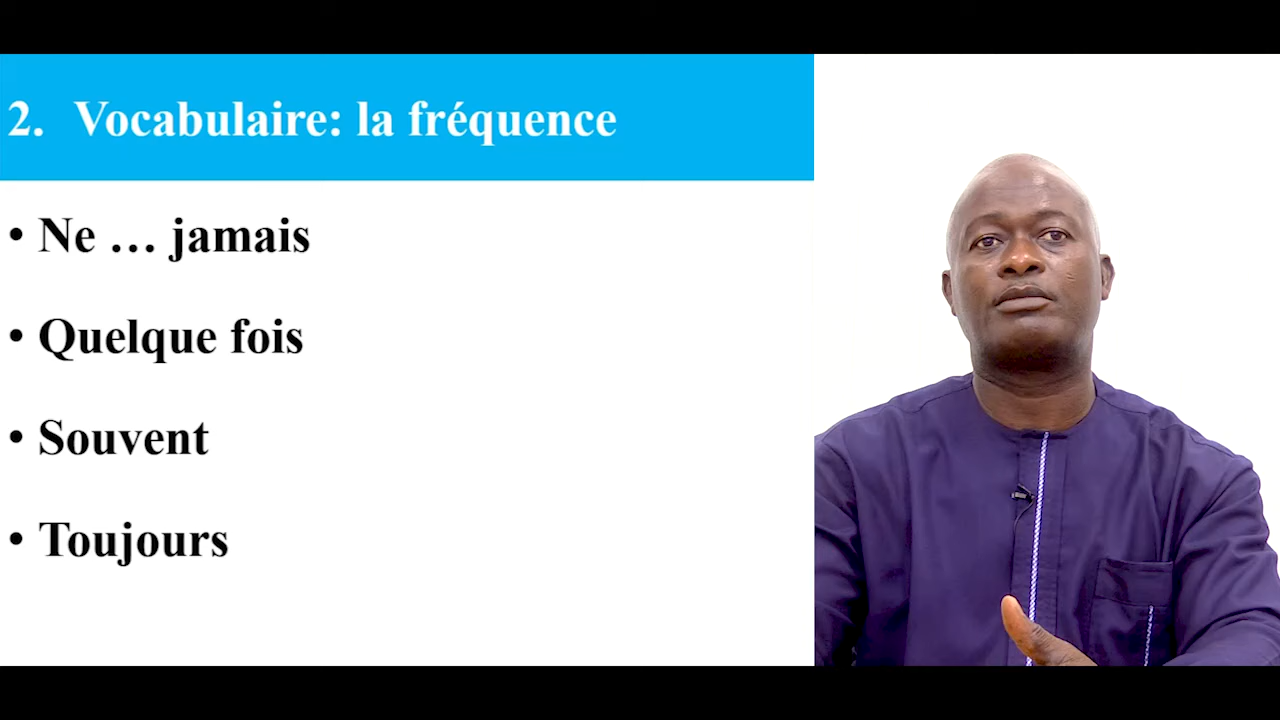 2. Vocabulaire: la fréquence
• Ne … jamais
• Quelque fois
• Souvent
• Toujours